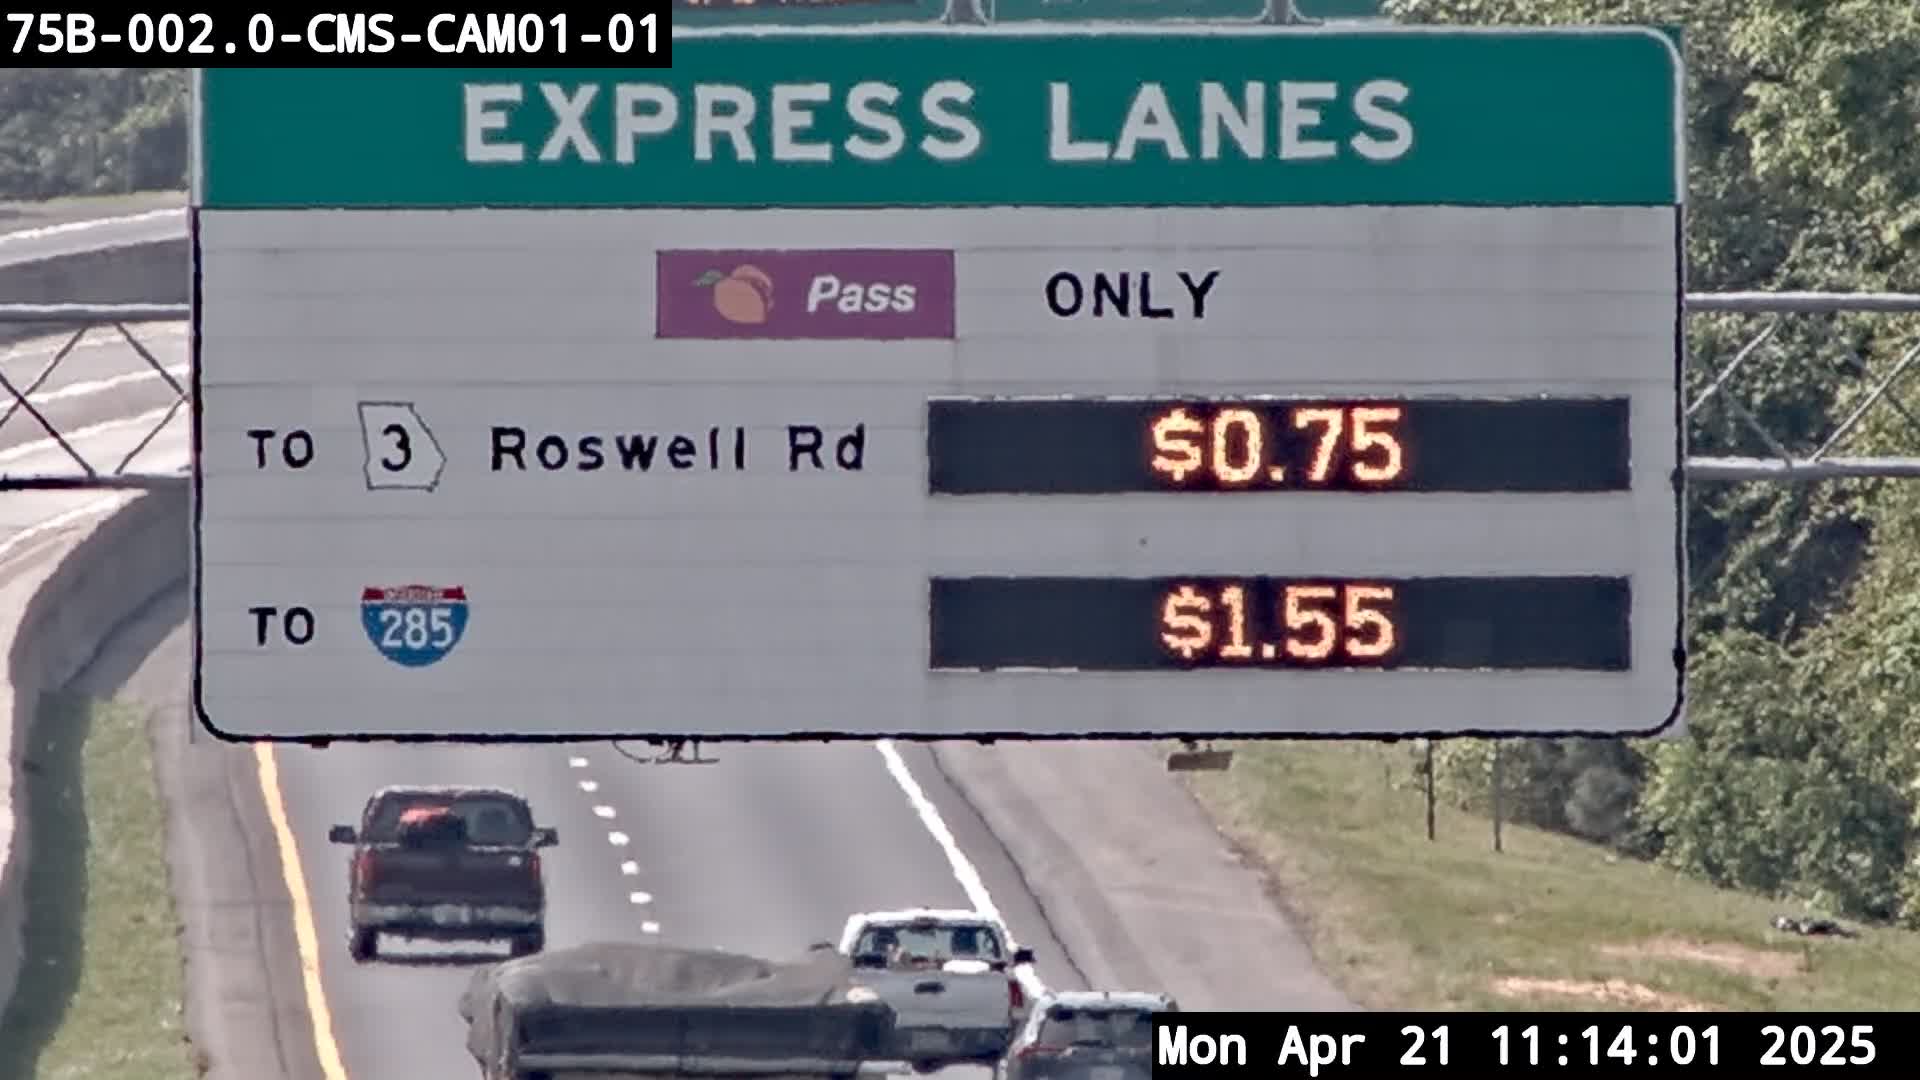 75B-002.0-CMS-CAM01-01
EXPRESS LANES
Pass ONLY
TO 3 Roswell Rd $0.75
TO 285 $1.55
Mon Apr 21 11:14:01 2025